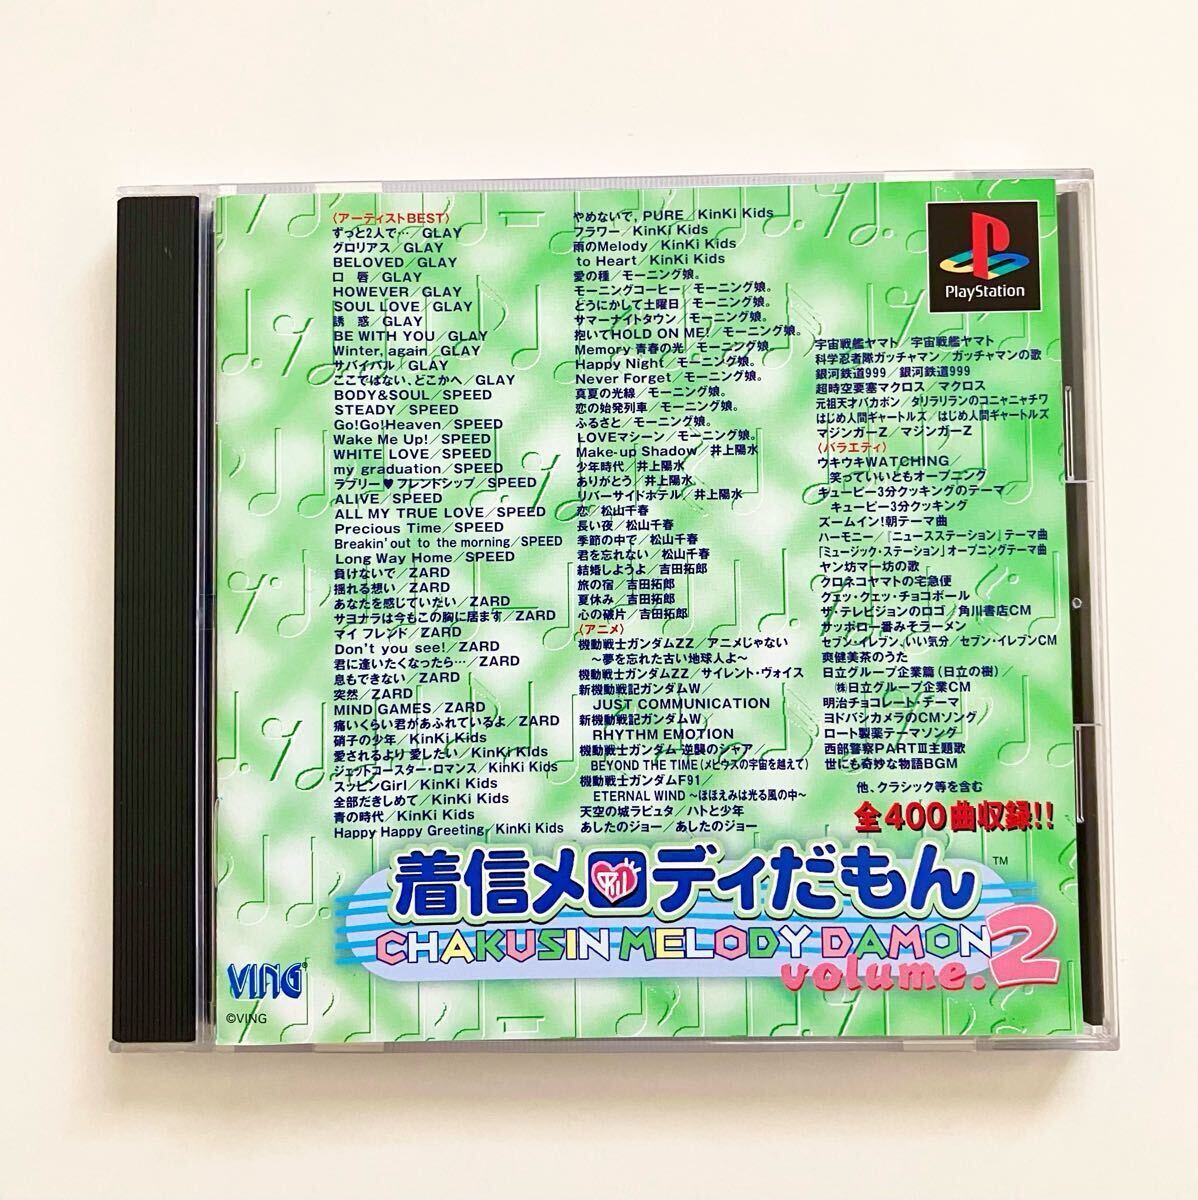 〈アーティストBEST〉
ずっと2人で…/GLAY
グロリアス/GLAY
BELOVED/GLAY
口 唇/GLAY
HOWEVER/GLAY
SOUL LOVE/GLAY
誘 惑/GLAY
BE WITH YOU/GLAY
Winter, again/GLAY
サバイバル/GLAY
ここではない、どこかへ/GLAY
BODY&SOUL/SPEED
STEADY/SPEED
Go!Go!Heaven/SPEED
Wake Me Up!/SPEED
WHITE LOVE/SPEED
my graduation/SPEED
ラブリー♥フレンドシップ/SPEED
ALIVE/SPEED
ALL MY TRUE LOVE/SPEED
Precious Time/SPEED
Breakin' out to the morning/SPEED
Long Way Home/SPEED
負けないで/ZARD
揺れる想い/ZARD
あなたを感じていたい/ZARD
サヨナラは今もこの胸に居ます/ZARD
マイ フレンド/ZARD
Don't you see!/ZARD
君に逢いたくなったら…/ZARD
息もできない/ZARD
突然/ZARD
MIND GAMES/ZARD
痛いくらい君があふれているよ/ZARD
硝子の少年/KinKi Kids
愛されるより 愛したい/KinKi Kids
ジェットコースター・ロマンス/KinKi Kids
スッピンGirl/KinKi Kids
全部だきしめて/KinKi Kids
青の時代/KinKi Kids
Happy Happy Greeting/KinKi Kids
やめないで, PURE/KinKi Kids
フラワー/KinKi Kids
雨のMelody/KinKi Kids
to Heart/KinKi Kids
愛の種/モーニング娘。
モーニングコーヒー/モーニング娘。
どうにかして土曜日/モーニング娘。
サマーナイトタウン/モーニング娘。
抱いてHOLD ON ME!/モーニング娘。
Memory 青春の光/モーニング娘。
Happy Night/モーニング娘。
Never Forget/モーニング娘。
真夏の光線/モーニング娘。
恋の始発列車/モーニング娘。
ふるさと/モーニング娘。
LOVEマシーン/モーニング娘。
Make-up Shadow/井上陽水
少年時代/井上陽水
ありがとう/井上陽水
リバーサイドホテル/井上陽水
恋/松山千春
長い夜/松山千春
季節の中で/松山千春
君を忘れない/松山千春
結婚しようよ/吉田拓郎
旅の宿/吉田拓郎
夏休み/吉田拓郎
心の破片/吉田拓郎
〈アニメ〉
機動戦士ガンダムZZ/アニメじゃない
～夢を忘れた古い地球人よ～
機動戦士ガンダムZZ/サイレント・ヴォイス
新機動戦記ガンダムW/
JUST COMMUNICATION
新機動戦記ガンダムW/
RHYTHM EMOTION
機動戦士ガンダム 逆襲のシャア/
BEYOND THE TIME(メビウスの宇宙を越えて)
機動戦士ガンダムF91/
ETERNAL WIND～ほほえみは光る風の中～
天空の城ラピュタ/ハトと少年
あしたのジョー/あしたのジョー
PlayStation
宇宙戦艦ヤマト/宇宙戦艦ヤマト
科学忍者隊ガッチャマン/ガッチャマンの歌
銀河鉄道999/銀河鉄道999
超時空要塞マクロス/マクロス
元祖天才バカボン/タリラリランのコニャニャチワ
はじめ人間ギャートルズ/はじめ人間ギャートルズ
マジンガーZ/マジンガーZ
〈バラエティ〉
ウキウキWATCHING/
笑っていいともオープニング
キューピー3分クッキングのテーマ/
キューピー3分クッキング
ズームイン!朝テーマ曲
ハーモニー/『ニュースステーション』テーマ曲
『ミュージック・ステーション』オープニングテーマ曲
ヤン坊マー坊の歌
クロネコヤマトの宅急便
クェッ・クェッ・チョコボール
ザ・テレビジョンのロゴ/角川書店CM
サッポロ一番みそラーメン
セブン-イレブン、いい気分/セブン-イレブンCM
爽健美茶のうた
日立グループ企業篇(日立の樹)/
㈱日立グループ企業CM
明治チョコレート・テーマ
ヨドバシカメラのCMソング
ロート製薬テーマソング
西部警察PARTⅢ主題歌
世にも奇妙な物語BGM
他、クラシック等を含む
全400曲収録!!
着信メロディだもん™
CHAKUSIN MELODY DAMON
volume.2
VING®
©VING